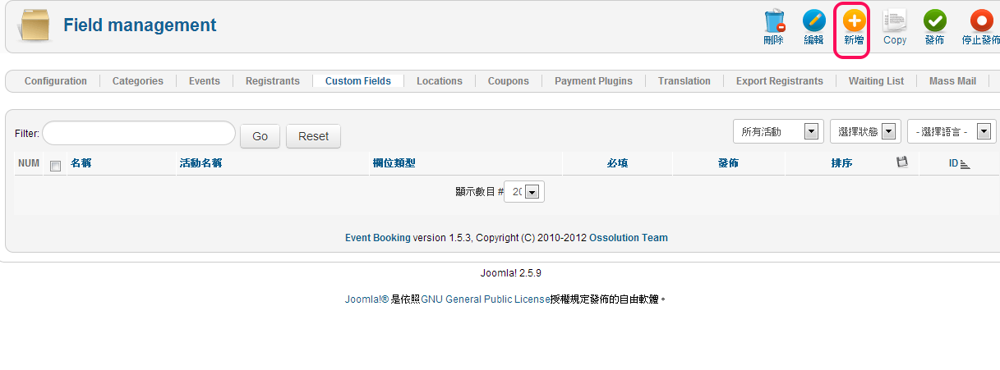 Field management
刪除 編輯 新增 Copy 發佈 停止發佈
Configuration Categories Events Registrants Custom Fields Locations Coupons Payment Plugins Translation Export Registrants Waiting List Mass Mail
Filter: Go Reset 所有活動 選擇狀態 - 選擇語言 -
NUM 名稱 活動名稱 欄位類型 必填 發佈 排序 ID
顯示數目 # 20
Event Booking version 1.5.3, Copyright (C) 2010-2012 Ossolution Team
Joomla! 2.5.9
Joomla!® 是依照GNU General Public License授權規定發佈的自由軟體。